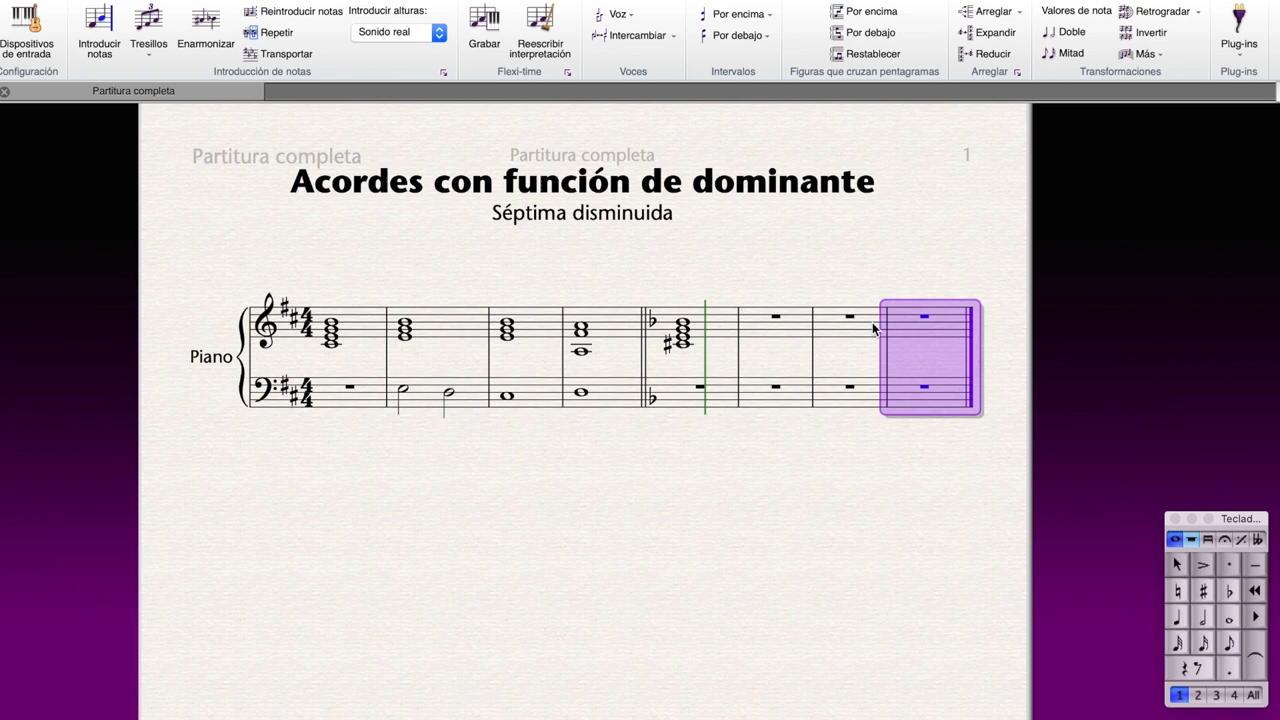 Dispositivos de entrada
Introducir notas
Tresillos
Enarmonizar
Reintroducir notas
Repetir
Transportar
Introducir alturas:
Sonido real
Grabar
Reescribir interpretación
Voz
Intercambiar
Por encima
Por debajo
Por encima
Por debajo
Restablecer
Arreglar
Expandir
Reducir
Valores de nota
Doble
Mitad
Retrogradar
Invertir
Más
Plug-ins
Configuración
Introducción de notas
Flexi-time
Voces
Intervalos
Figuras que cruzan pentagramas
Arreglar
Transformaciones
Plug-ins
Partitura completa
Partitura completa
Partitura completa
1
Acordes con función de dominante
Séptima disminuida
Piano
Teclad...
1 2 3 4 All